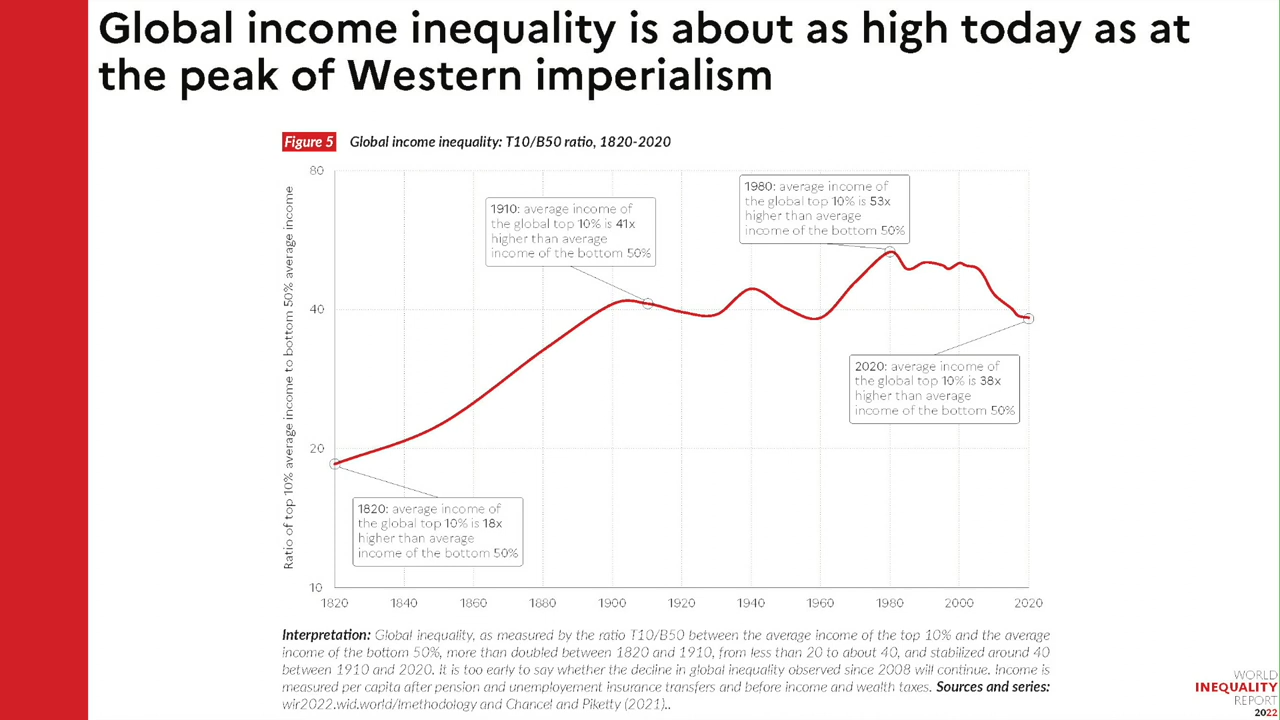 Global income inequality is about as high today as at
the peak of Western imperialism
Figure 5 Global income inequality: T10/B50 ratio, 1820-2020
Ratio of top 10% average income to bottom 50% average income
80
40
20
10
1910: average income of
the global top 10% is 41x
higher than average
income of the bottom 50%
1980: average income of
the global top 10% is 53x
higher than average
income of the bottom 50%
2020: average income of
the global top 10% is 38x
higher than average
income of the bottom 50%
1820: average income of
the global top 10% is 18x
higher than average
income of the bottom 50%
1820 1840 1860 1880 1900 1920 1940 1960 1980 2000 2020
Interpretation: Global inequality, as measured by the ratio T10/B50 between the average income of the top 10% and the average
income of the bottom 50%, more than doubled between 1820 and 1910, from less than 20 to about 40, and stabilized around 40
between 1910 and 2020. It is too early to say whether the decline in global inequality observed since 2008 will continue. Income is
measured per capita after pension and unemployment insurance transfers and before income and wealth taxes. Sources and series:
wir2022.wid.world/lmethodology and Chancel and Piketty (2021)..
WORLD
INEQUALITY
REPORT
2022